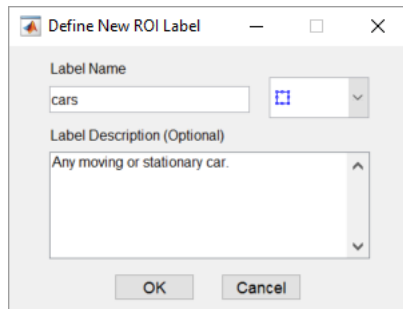 Define New ROI Label
Label Name
cars
Label Description (Optional)
Any moving or stationary car.
OK
Cancel